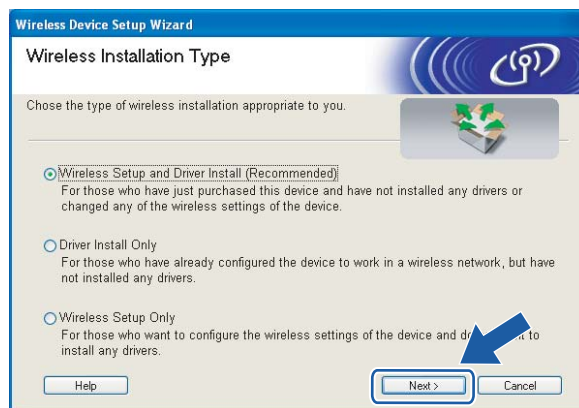 Wireless Device Setup Wizard
Wireless Installation Type
Chose the type of wireless installation appropriate to you.
Wireless Setup and Driver Install (Recommended)
For those who have just purchased this device and have not installed any drivers or
changed any of the wireless settings of the device.
Driver Install Only
For those who have already configured the device to work in a wireless network, but have
not installed any drivers.
Wireless Setup Only
For those who want to configure the wireless settings of the device and to
install any drivers.
Help
Next >
Cancel